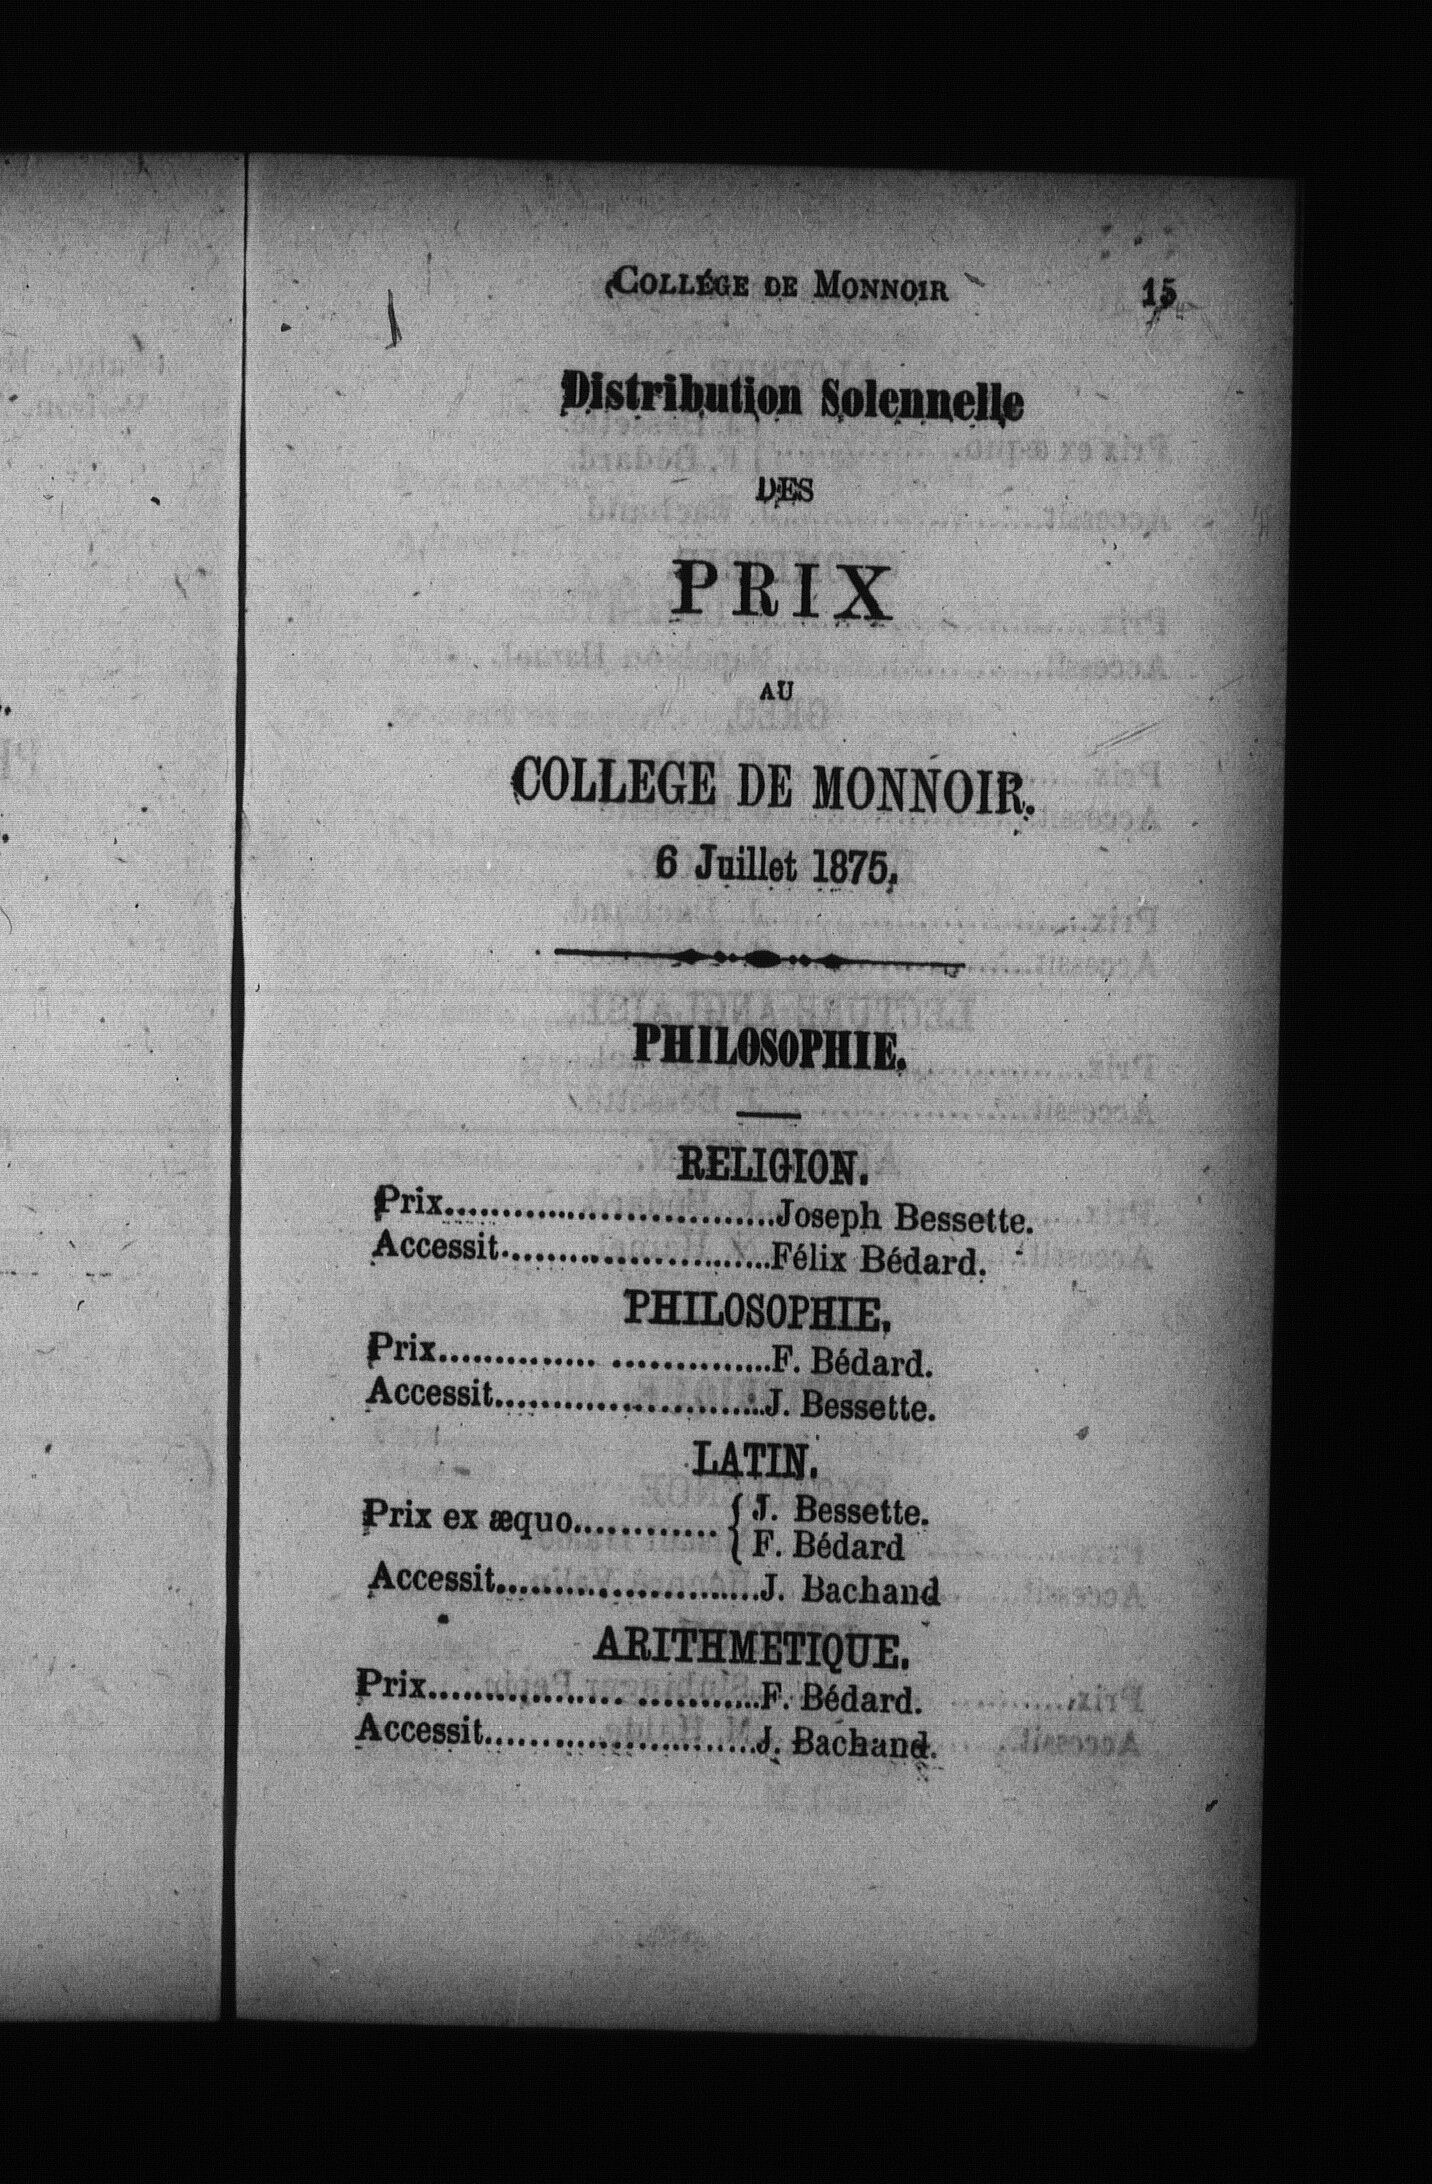 COLLÉGE DE MONNOIR 15
Distribution Solennelle
DES
PRIX
AU
COLLEGE DE MONNOIR.
6 Juillet 1875.
PHILOSOPHIE.
RELIGION.
Prix..............................Joseph Bessette.
Accessit.........................Félix Bédard.
PHILOSOPHIE.
Prix.............. ..............F. Bédard.
Accessit.........................J. Bessette.
LATIN.
Prix ex æquo............ { J. Bessette.
F. Bédard
Accessit........................J. Bachand
ARITHMETIQUE.
Prix................. ...........F. Bédard.
Accessit.........................J. Bachand.